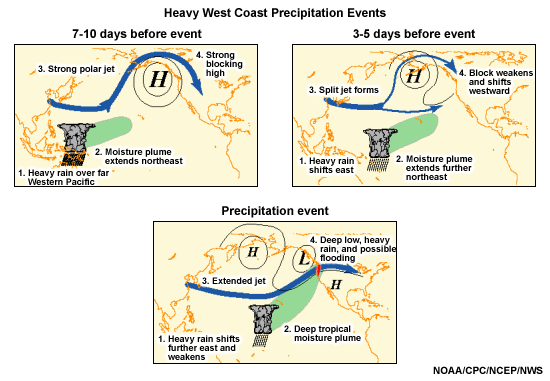 Heavy West Coast Precipitation Events
7-10 days before event
3. Strong polar jet
4. Strong
blocking
high
H
2. Moisture plume
extends northeast
1. Heavy rain over far
Western Pacific
3-5 days before event
H
4. Block weakens
and shifts
westward
3. Split jet forms
1. Heavy rain
shifts east
2. Moisture plume
extends further
northeast
Precipitation event
4. Deep low, heavy
rain, and possible
flooding
H
L
3. Extended jet
H
1. Heavy rain shifts
further east and
weakens
2. Deep tropical
moisture plume
NOAA/CPC/NCEP/NWS